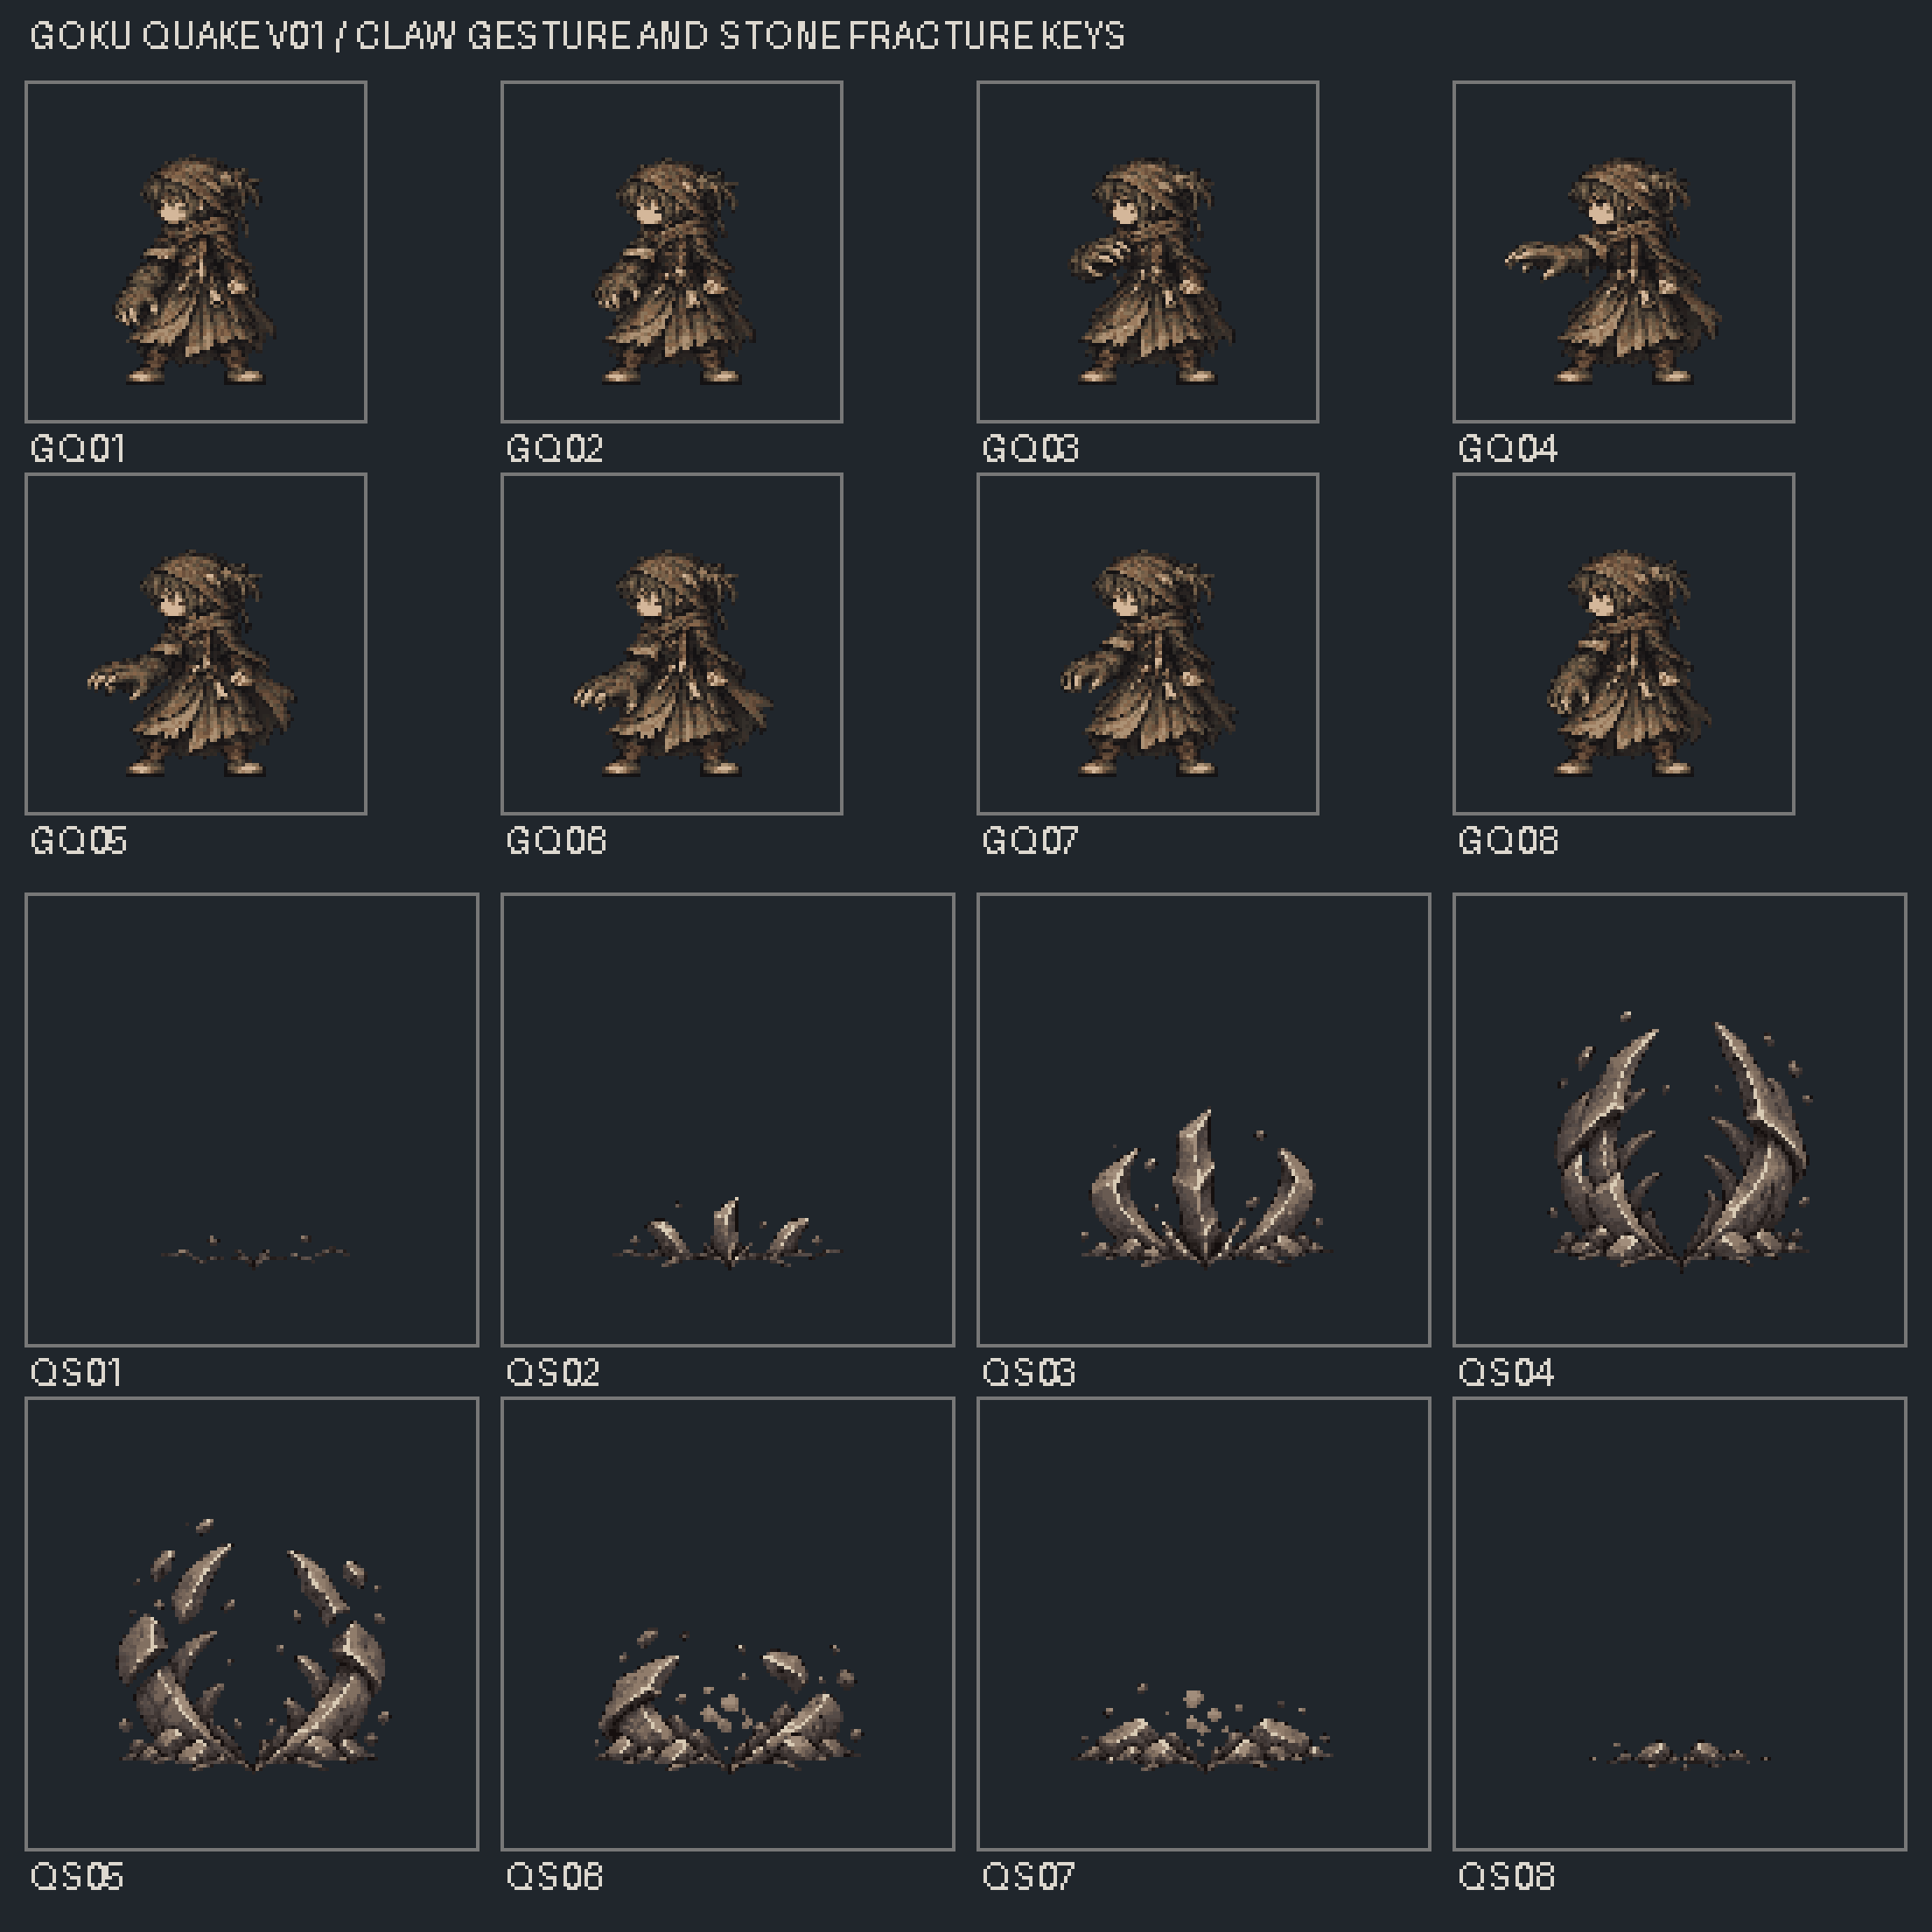 GOKU QUAKE V01 / CLAW GESTURE AND STONE FRACTURE KEYS
GQ01 GQ02 GQ03 GQ04
GQ05 GQ06 GQ07 GQ08
QS01 QS02 QS03 QS04
QS05 QS06 QS07 QS08